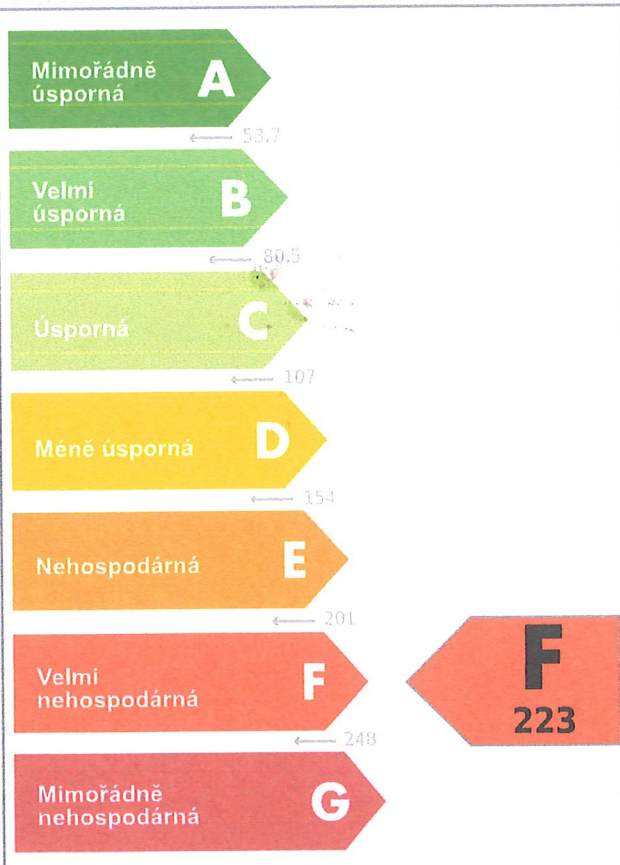 Mimořádně
úsporná
A
53.7
Velmi
úsporná
B
80.5
Úsporná
C
107
Méně úsporná
D
154
Nehospodárná
E
201
Velmi
nehospodárná
F
F
223
248
Mimořádně
nehospodárná
G